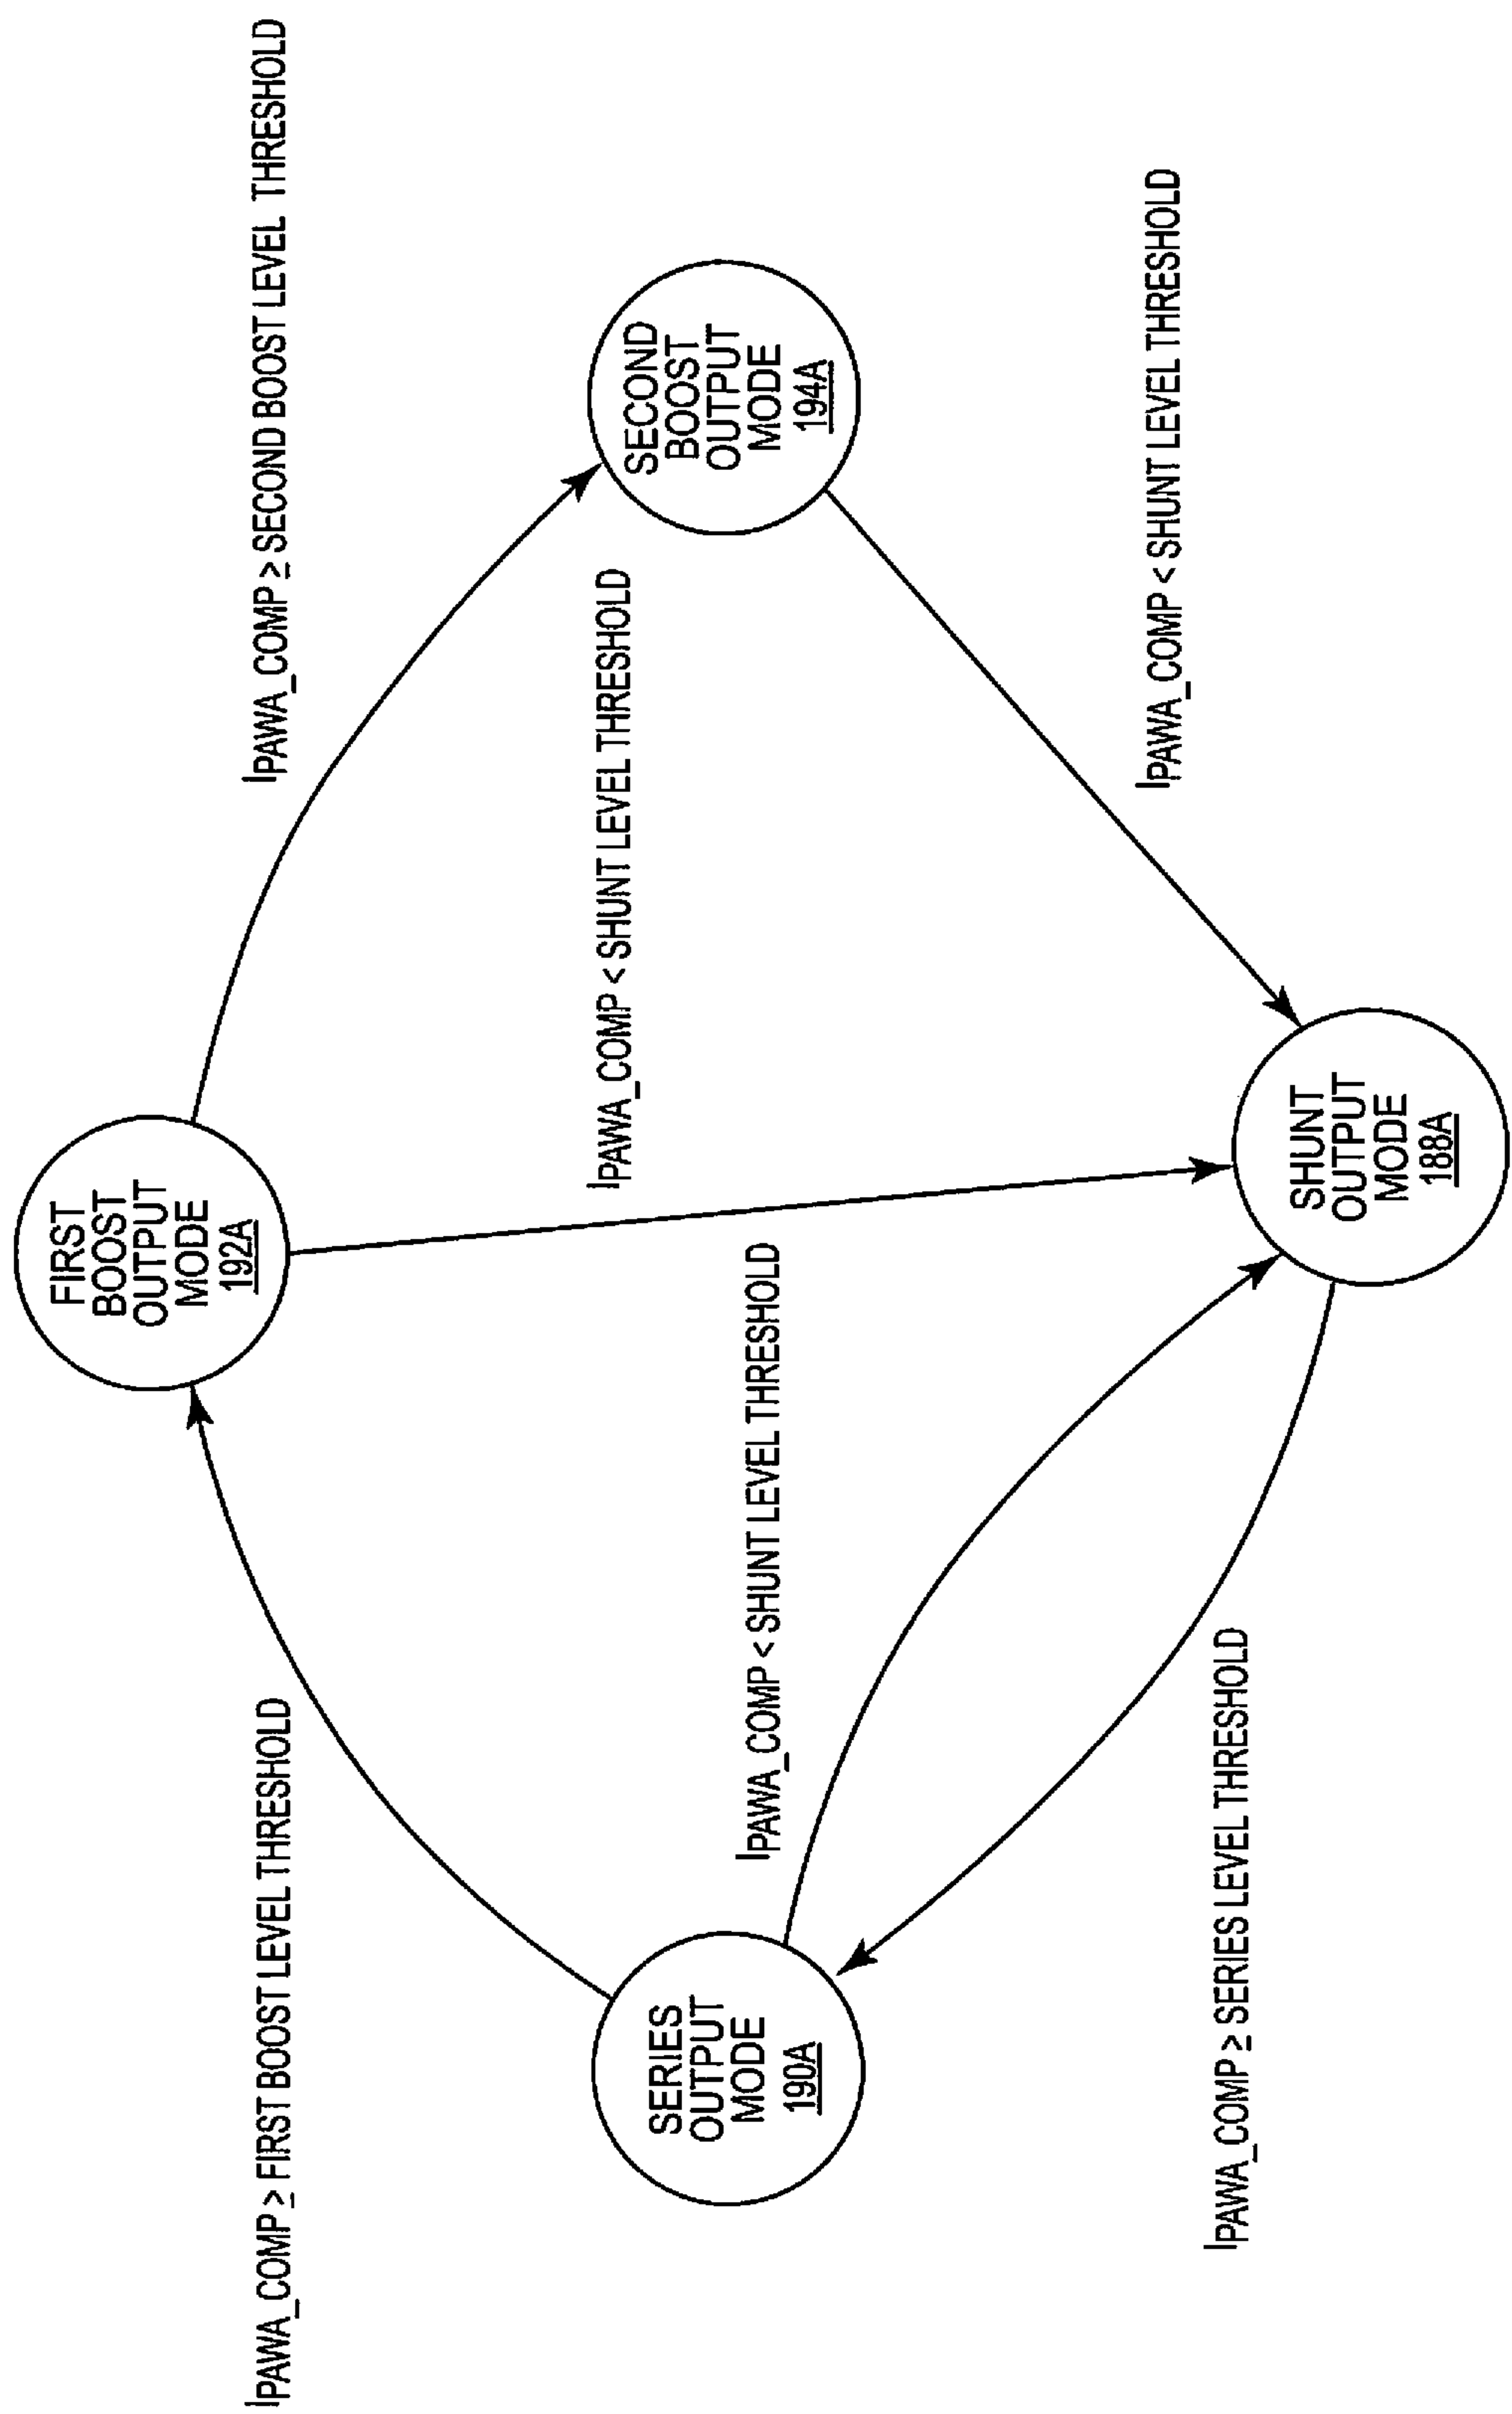 FIRST
BOOST
OUTPUT
MODE
192A
IPAWA_COMP ≥ FIRST BOOST LEVEL THRESHOLD
IPAWA_COMP ≥ SECOND BOOST LEVEL THRESHOLD
IPAWA_COMP < SHUNT LEVEL THRESHOLD
SERIES
OUTPUT
MODE
190A
SECOND
BOOST
OUTPUT
MODE
194A
IPAWA_COMP < SHUNT LEVEL THRESHOLD
IPAWA_COMP < SHUNT LEVEL THRESHOLD
IPAWA_COMP ≥ SERIES LEVEL THRESHOLD
SHUNT
OUTPUT
MODE
188A